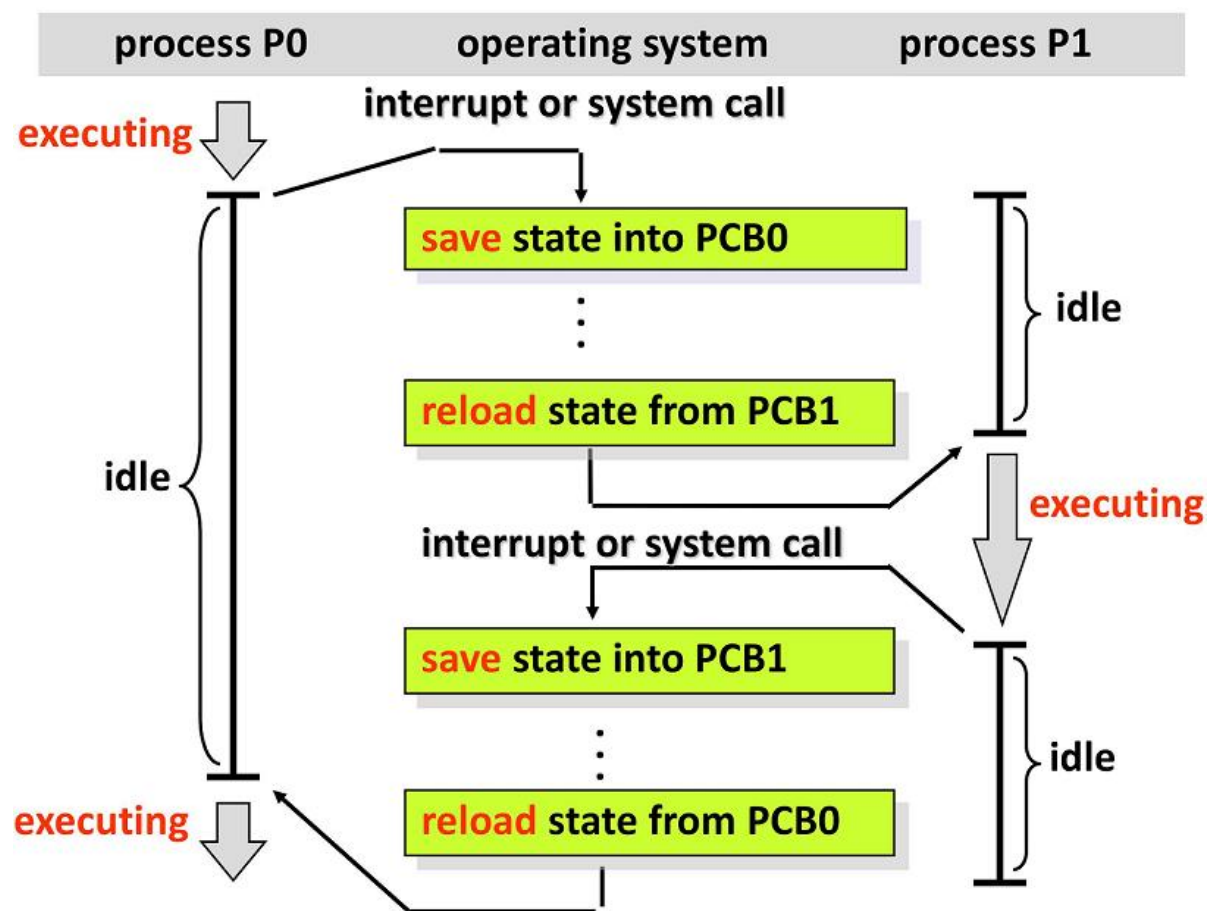 process P0 operating system process P1
interrupt or system call
executing
save state into PCB0
idle
reload state from PCB1
idle
executing
interrupt or system call
save state into PCB1
idle
reload state from PCB0
executing